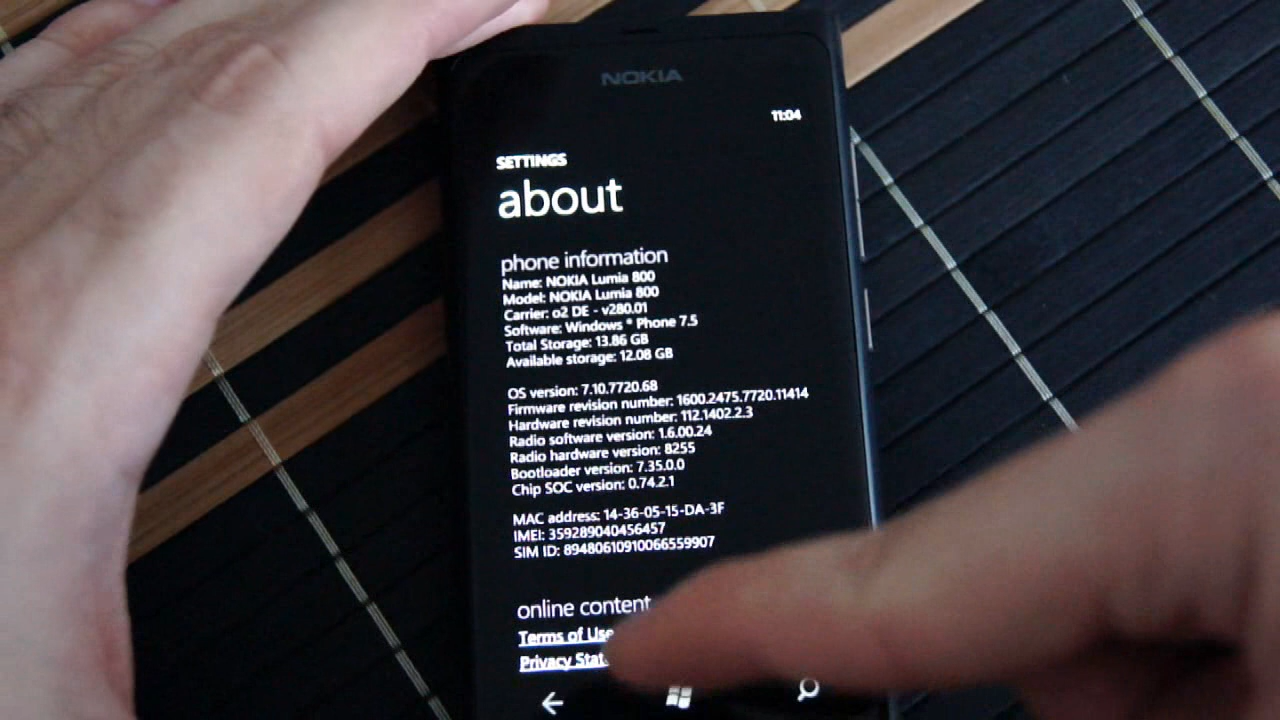 NOKIA
11:04
SETTINGS
about
phone information
Name: NOKIA Lumia 800
Model: NOKIA Lumia 800
Carrier: o2 DE - v280.01
Software: Windows ® Phone 7.5
Total Storage: 13.86 GB
Available storage: 12.08 GB
OS version: 7.10.7720.68
Firmware revision number: 1600.2475.7720.11414
Hardware revision number: 112.1402.2.3
Radio software version: 1.6.00.24
Radio hardware version: 8255
Bootloader version: 7.35.0.0
Chip SOC version: 0.74.2.1
MAC address: 14-36-05-15-DA-3F
IMEI: 359289040456457
SIM ID: 89480610910066559907
online content
Terms of Use
Privacy Stat